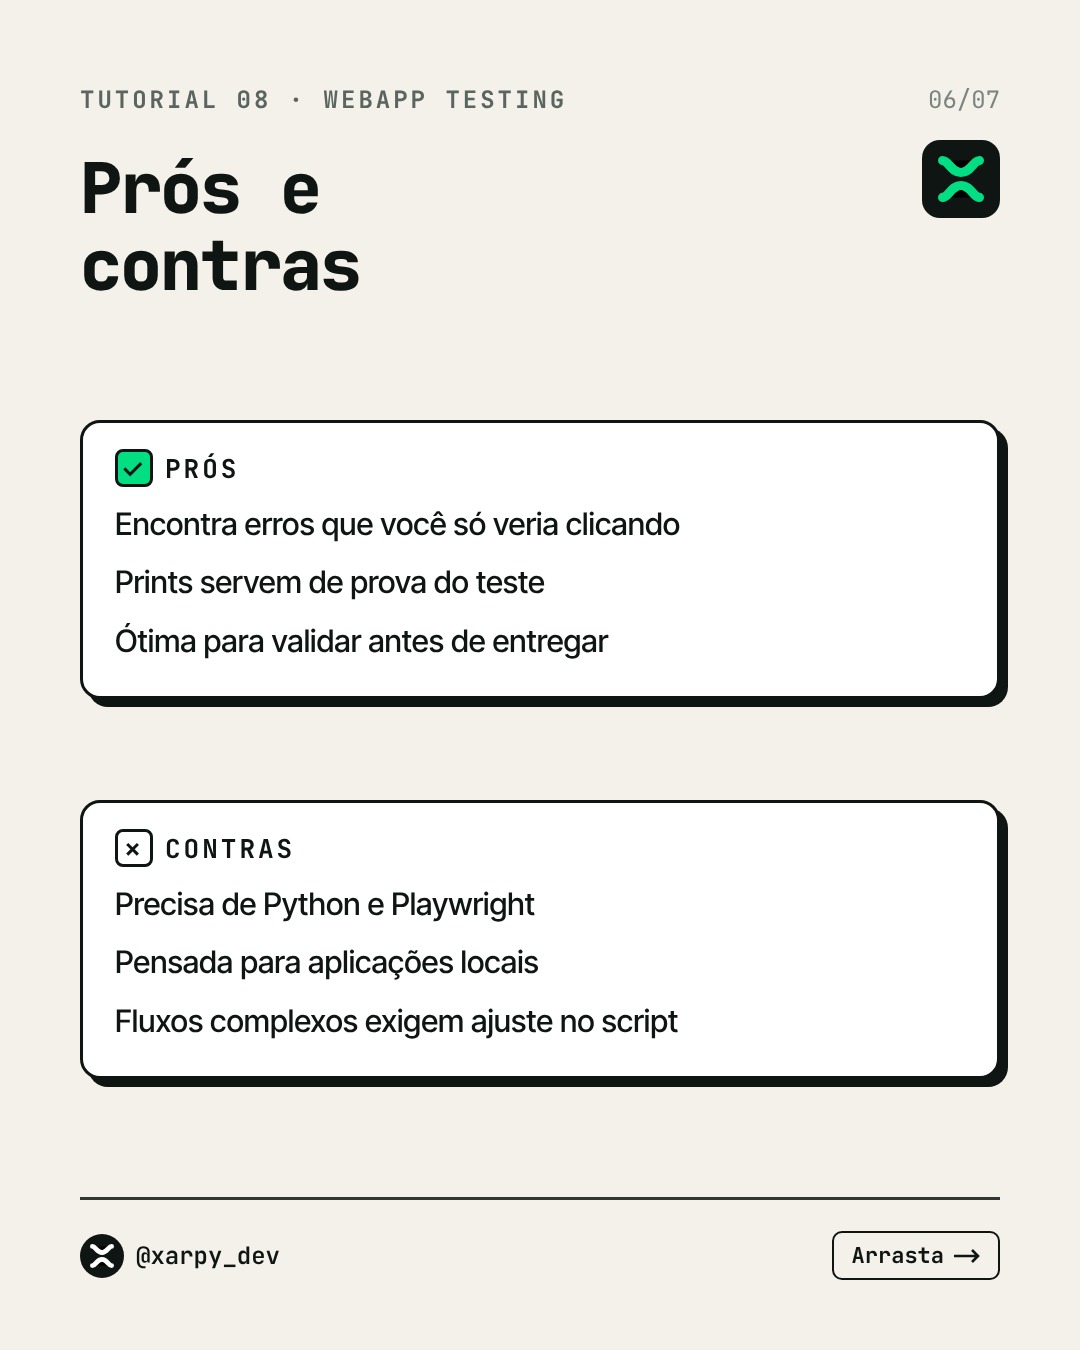 TUTORIAL 08 · WEBAPP TESTING
06/07
Prós e
contras
PRÓS
Encontra erros que você só veria clicando
Prints servem de prova do teste
Ótima para validar antes de entregar
CONTRAS
Precisa de Python e Playwright
Pensada para aplicações locais
Fluxos complexos exigem ajuste no script
@xarpy_dev
Arrasta →